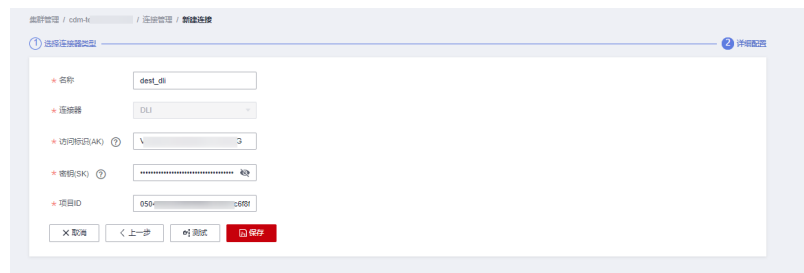 集群管理 / cdm-t / 连接管理 / 新建连接
1 选择连接器类型 2 详细配置
* 名称 dest_dli
* 连接器 DLI
* 访问标识(AK) ? V G
* 密钥(SK) ? ••••••••••••••••••••••••••••••••••
* 项目ID 050 c6f8f
取消 上一步 测试 保存